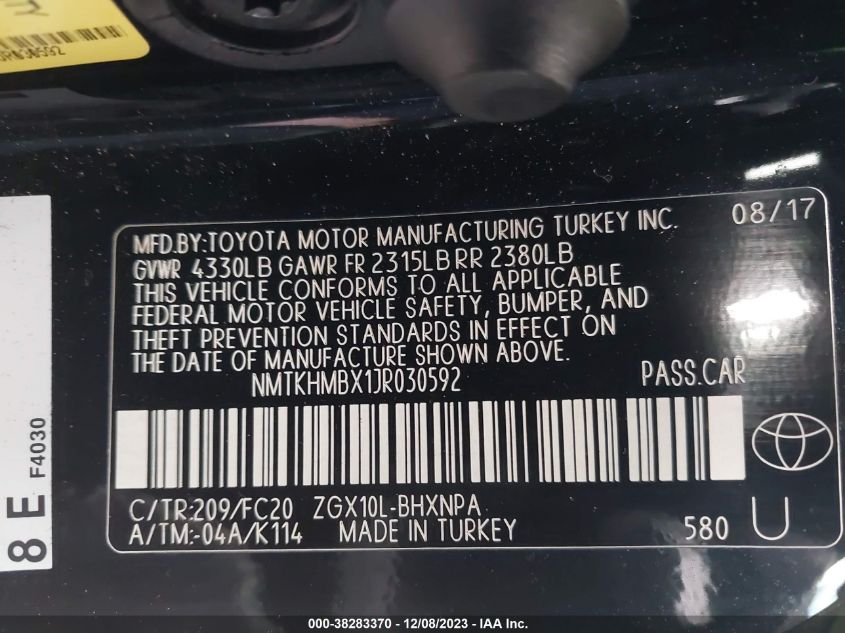 MFD.BY:TOYOTA MOTOR MANUFACTURING TURKEY INC. 08/17
GVWR 4330LB GAWR FR 2315LB RR 2380LB
THIS VEHICLE CONFORMS TO ALL APPLICABLE
FEDERAL MOTOR VEHICLE SAFETY, BUMPER, AND
THEFT PREVENTION STANDARDS IN EFFECT ON
THE DATE OF MANUFACTURE SHOWN ABOVE.
NMTKHMBX1JR030592 PASS.CAR
C/TR:209/FC20 ZGX10L-BHXNPA
A/TM:-04A/K114 MADE IN TURKEY 580 U
8 E F4030
000-38283370 - 12/08/2023 - IAA Inc.